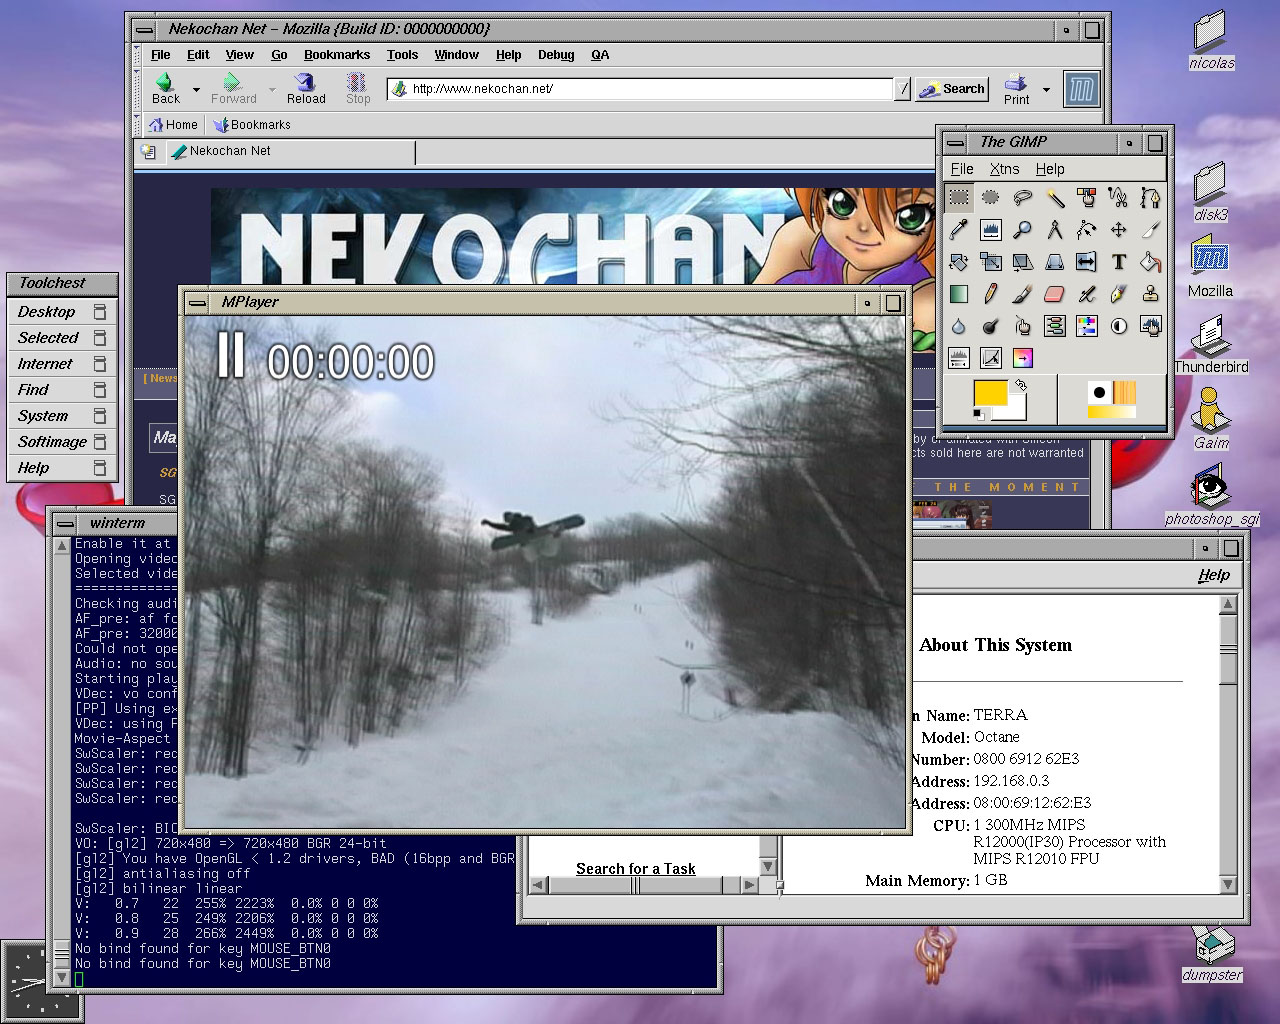 Nekochan Net – Mozilla {Build ID: 0000000000}
File Edit View Go Bookmarks Tools Window Help Debug QA
Back Forward Reload Stop
http://www.nekochan.net/
Search
Print
Home Bookmarks
Nekochan Net
NEKOCHAN
[ News
Ma
SG
SG
cts sold here are not warranted
THE MOMENT
The GIMP
File Xtns Help
nicolas
disk3
Mozilla
Thunderbird
Gaim
photoshop_sgi
dumpster
Toolchest
Desktop
Selected
Internet
Find
System
Softimage
Help
MPlayer
00:00:00
winterm
Enable it at
Opening videc
Selected vide
==============
Checking audi
AF_pre: af fc
AF_pre: 32000
Could not ope
Audio: no sou
Starting play
VDec: vo conf
[PP] Using ex
VDec: using F
Movie-Aspect
SwScaler: rec
SwScaler: rec
SwScaler: rec
SwScaler: rec
SwScaler: BIC
VO: [gl2] 720x480 => 720x480 BGR 24-bit
[gl2] You have OpenGL < 1.2 drivers, BAD (16bpp and BGR
[gl2] antialiasing off
[gl2] bilinear linear
V: 0.7 22 255% 2223% 0.0% 0 0 0%
V: 0.8 25 249% 2206% 0.0% 0 0 0%
V: 0.9 28 266% 2449% 0.0% 0 0 0%
No bind found for key MOUSE_BTN0
No bind found for key MOUSE_BTN0
Help
About This System
n Name: TERRA
Model: Octane
Number: 0800 6912 62E3
Address: 192.168.0.3
Address: 08:00:69:12:62:E3
CPU: 1 300MHz MIPS
R12000(IP30) Processor with
MIPS R12010 FPU
Main Memory: 1 GB
Search for a Task